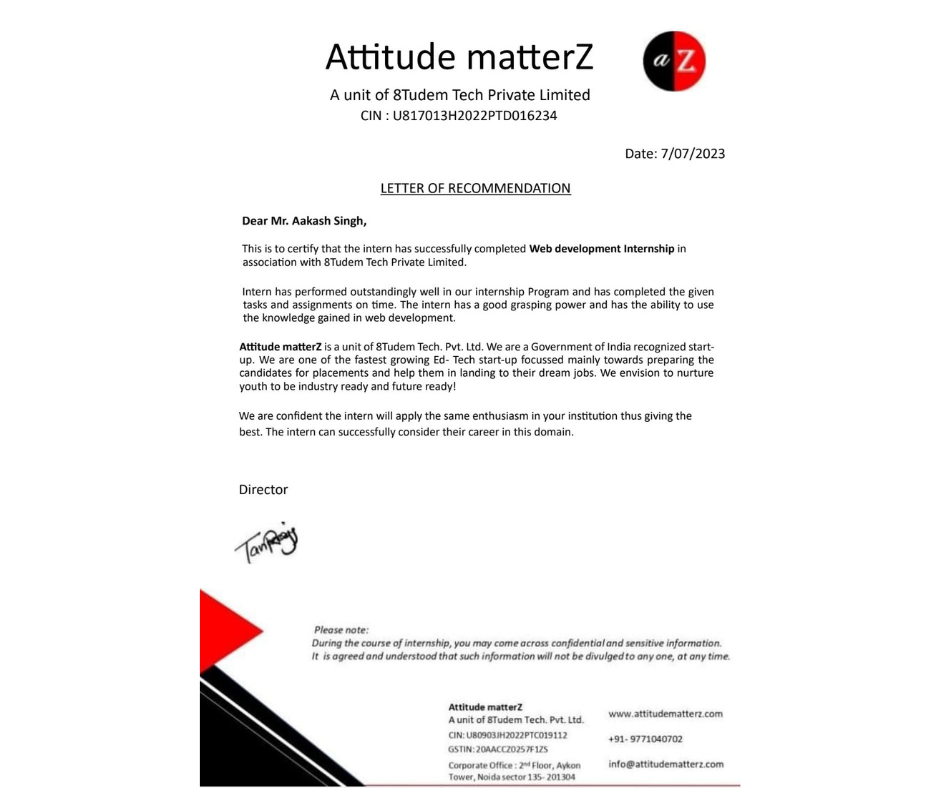 Attitude matterZ
a Z
A unit of 8Tudem Tech Private Limited
CIN : U817013H2022PTD016234
Date: 7/07/2023
LETTER OF RECOMMENDATION
Dear Mr. Aakash Singh,
This is to certify that the intern has successfully completed Web development Internship in
association with 8Tudem Tech Private Limited.
Intern has performed outstandingly well in our internship Program and has completed the given
tasks and assignments on time. The intern has a good grasping power and has the ability to use
the knowledge gained in web development.
Attitude matterZ is a unit of 8Tudem Tech. Pvt. Ltd. We are a Government of India recognized start-
up. We are one of the fastest growing Ed- Tech start-up focussed mainly towards preparing the
candidates for placements and help them in landing to their dream jobs. We envision to nurture
youth to be industry ready and future ready!
We are confident the intern will apply the same enthusiasm in your institution thus giving the
best. The intern can successfully consider their career in this domain.
Director
Please note:
During the course of internship, you may come across confidential and sensitive information.
It is agreed and understood that such information will not be divulged to any one, at any time.
Attitude matterZ
A unit of 8Tudem Tech. Pvt. Ltd.
CIN: U80903JH2022PTC019112
GSTIN: 20AACCZ0257F1ZS
Corporate Office : 2nd Floor, Aykon
Tower, Noida sector 135- 201304
www.attitudematterz.com
+91- 9771040702
info@attitudematterz.com